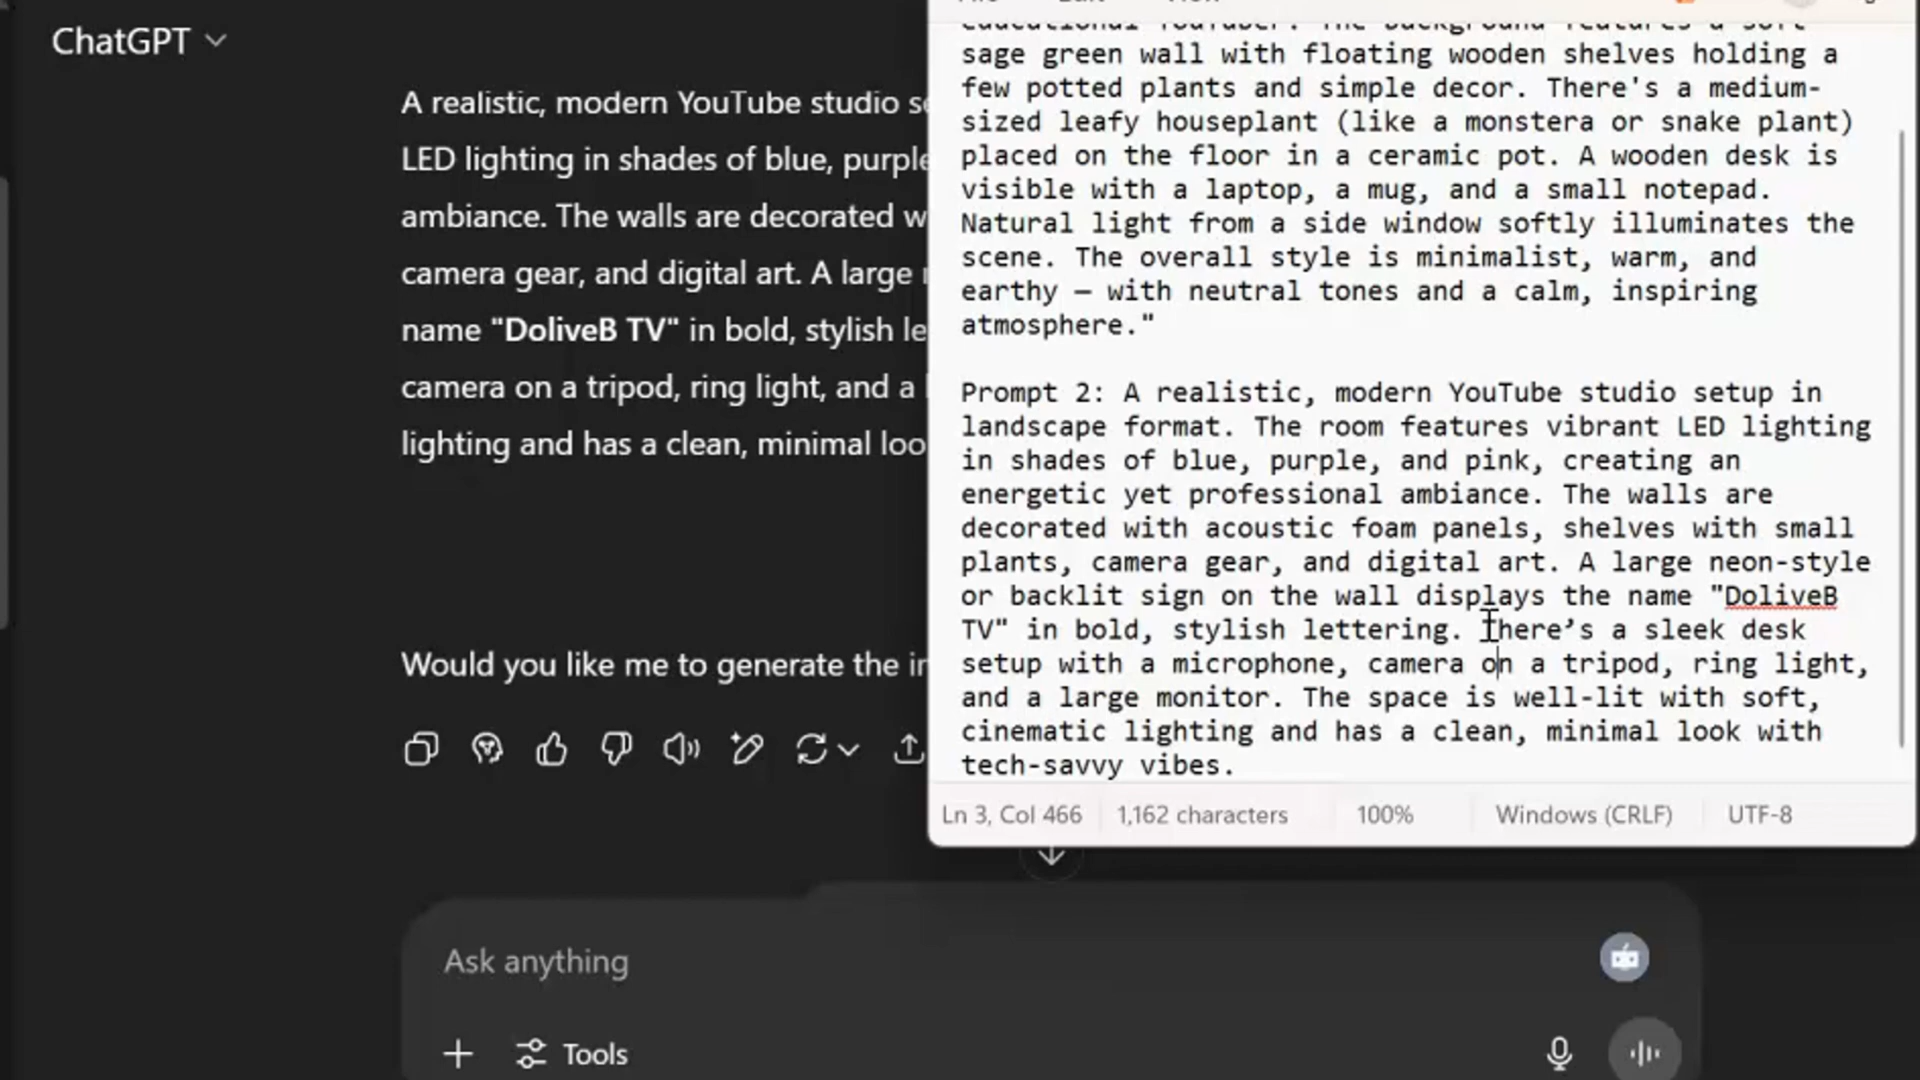 ChatGPT
A realistic, modern YouTube studio se
LED lighting in shades of blue, purple
ambiance. The walls are decorated w
camera gear, and digital art. A large
name "DoliveB TV" in bold, stylish le
camera on a tripod, ring light, and a
lighting and has a clean, minimal loo
Would you like me to generate the
Educational YouTuber. The background features a soft
sage green wall with floating wooden shelves holding a
few potted plants and simple decor. There's a medium-
sized leafy houseplant (like a monstera or snake plant)
placed on the floor in a ceramic pot. A wooden desk is
visible with a laptop, a mug, and a small notepad.
Natural light from a side window softly illuminates the
scene. The overall style is minimalist, warm, and
earthy — with neutral tones and a calm, inspiring
atmosphere."
Prompt 2: A realistic, modern YouTube studio setup in
landscape format. The room features vibrant LED lighting
in shades of blue, purple, and pink, creating an
energetic yet professional ambiance. The walls are
decorated with acoustic foam panels, shelves with small
plants, camera gear, and digital art. A large neon-style
or backlit sign on the wall displays the name "DoliveB
TV" in bold, stylish lettering. There’s a sleek desk
setup with a microphone, camera on a tripod, ring light,
and a large monitor. The space is well-lit with soft,
cinematic lighting and has a clean, minimal look with
tech-savvy vibes.
Ln 3, Col 466 1,162 characters 100% Windows (CRLF) UTF-8
Ask anything
Tools